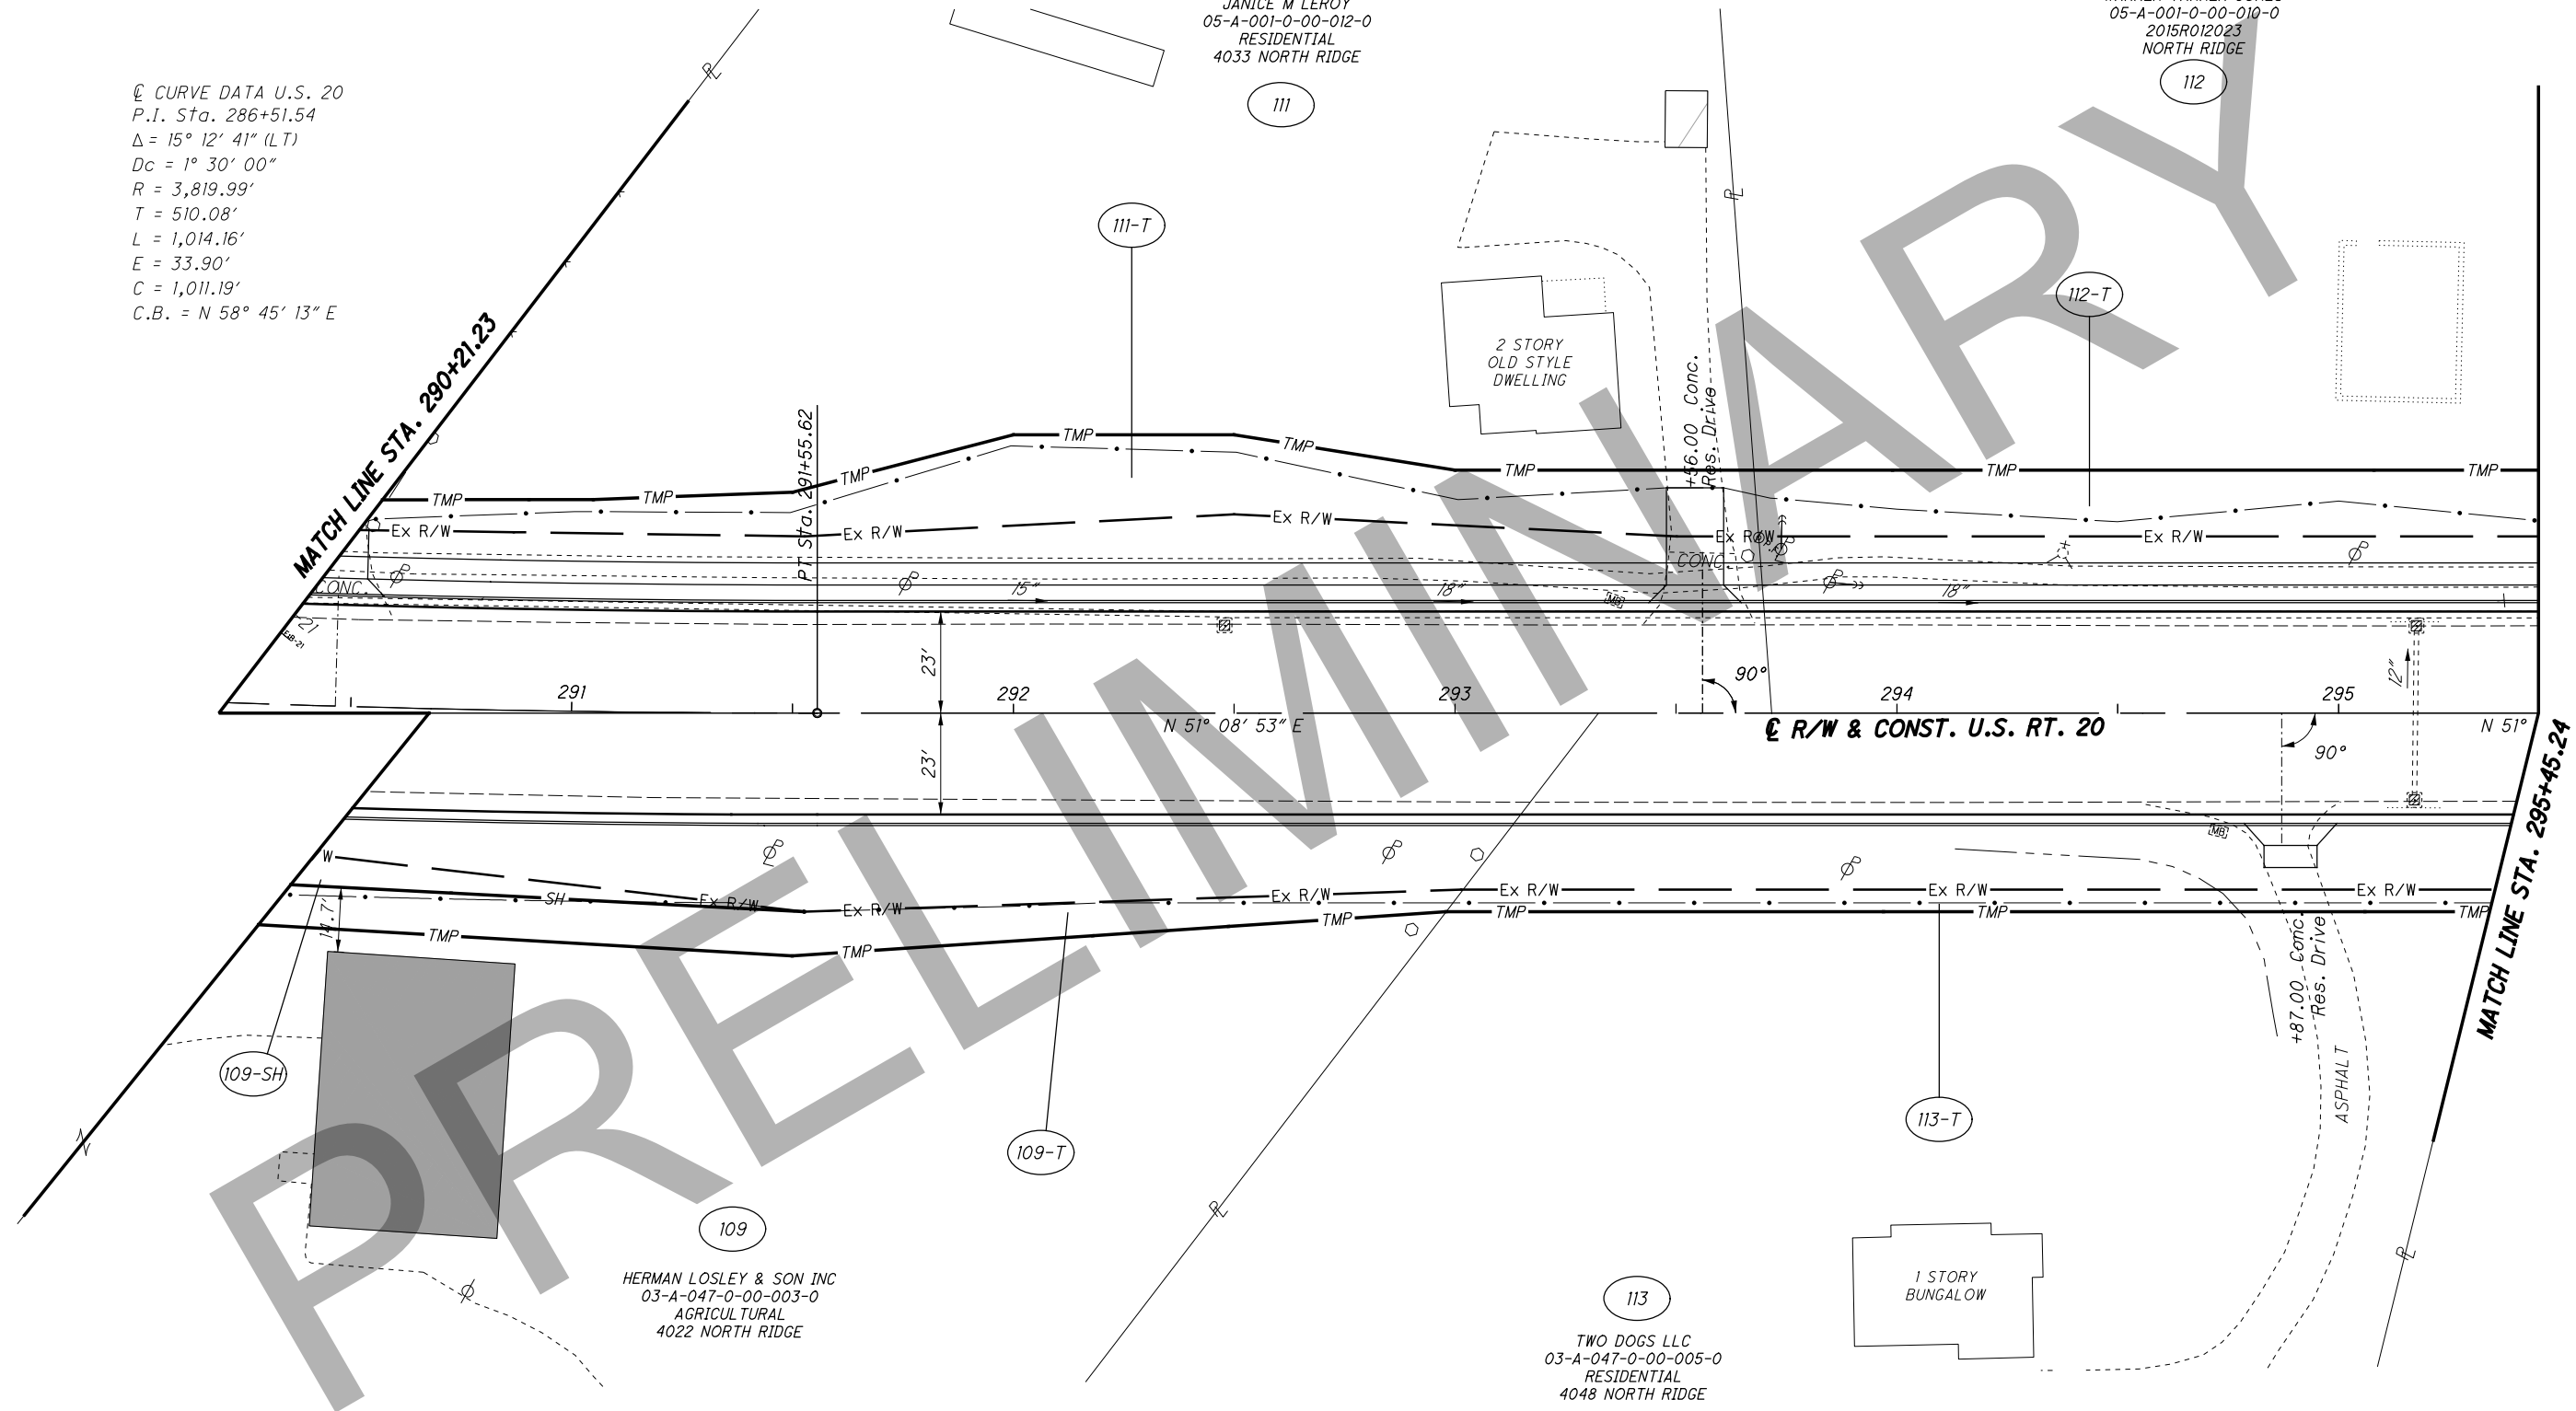 JANICE M LEROY
05-A-001-0-00-012-0
RESIDENTIAL
4033 NORTH RIDGE
111
05-A-001-0-00-010-0
2015R012023
NORTH RIDGE
112
℄ CURVE DATA U.S. 20
P.I. Sta. 286+51.54
Δ = 15° 12' 41" (LT)
Dc = 1° 30' 00"
R = 3,819.99'
T = 510.08'
L = 1,014.16'
E = 33.90'
C = 1,011.19'
C.B. = N 58° 45' 13" E
PL
PL
111-T
112-T
MATCH LINE STA. 290+21.23
2 STORY
OLD STYLE
DWELLING
+56.00 Conc.
Res. Drive
PT Sta. 291+55.62
TMP
TMP
TMP
TMP
TMP
TMP
TMP
TMP
Ex R/W
Ex R/W
Ex R/W
Ex R/W
Ex R/W
CONC.
CONC.
P
P
P
P
P
15"
18"
18"
MB
21
EB-21
23'
23'
90°
12"
291
292
293
294
295
N 51° 08' 53" E
℄ R/W & CONST. U.S. RT. 20
N 51°
90°
MATCH LINE STA. 295+45.24
MB
P
P
P
W
SH
Ex R/W
Ex R/W
Ex R/W
Ex R/W
Ex R/W
Ex R/W
14.7'
TMP
TMP
TMP
TMP
TMP
TMP
+87.00 Conc.
Res. Drive
ASPHALT
109-SH
109-T
113-T
PL
PL
109
HERMAN LOSLEY & SON INC
03-A-047-0-00-003-0
AGRICULTURAL
4022 NORTH RIDGE
113
TWO DOGS LLC
03-A-047-0-00-005-0
RESIDENTIAL
4048 NORTH RIDGE
1 STORY
BUNGALOW
PRELIMINARY